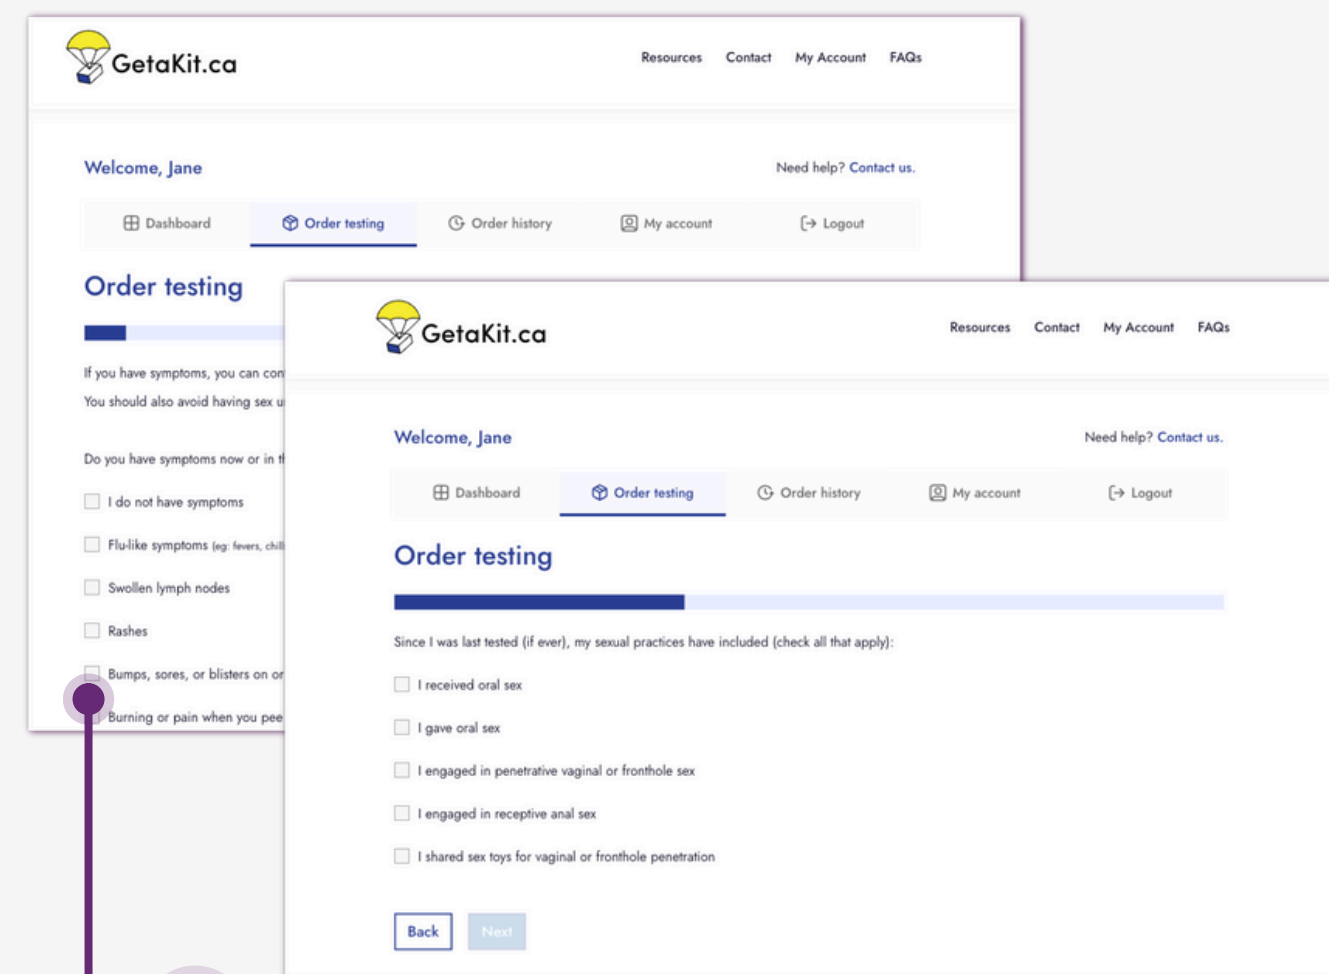 GetaKit.ca
Resources Contact My Account FAQs
Welcome, Jane
Need help? Contact us.
Dashboard Order testing Order history My account Logout
Order testing
If you have symptoms, you can
You should also avoid having sex
Do you have symptoms now or in
I do not have symptoms
Flu-like symptoms (eg: fevers,
Swollen lymph nodes
Rashes
Bumps, sores, or blisters on or
Burning or pain when you pee
GetaKit.ca
Resources Contact My Account FAQs
Welcome, Jane
Need help? Contact us.
Dashboard Order testing Order history My account Logout
Order testing
Since I was last tested (if ever), my sexual practices have included (check all that apply):
I received oral sex
I gave oral sex
I engaged in penetrative vaginal or fronthole sex
I engaged in receptive anal sex
I shared sex toys for vaginal or fronthole penetration
Back Next